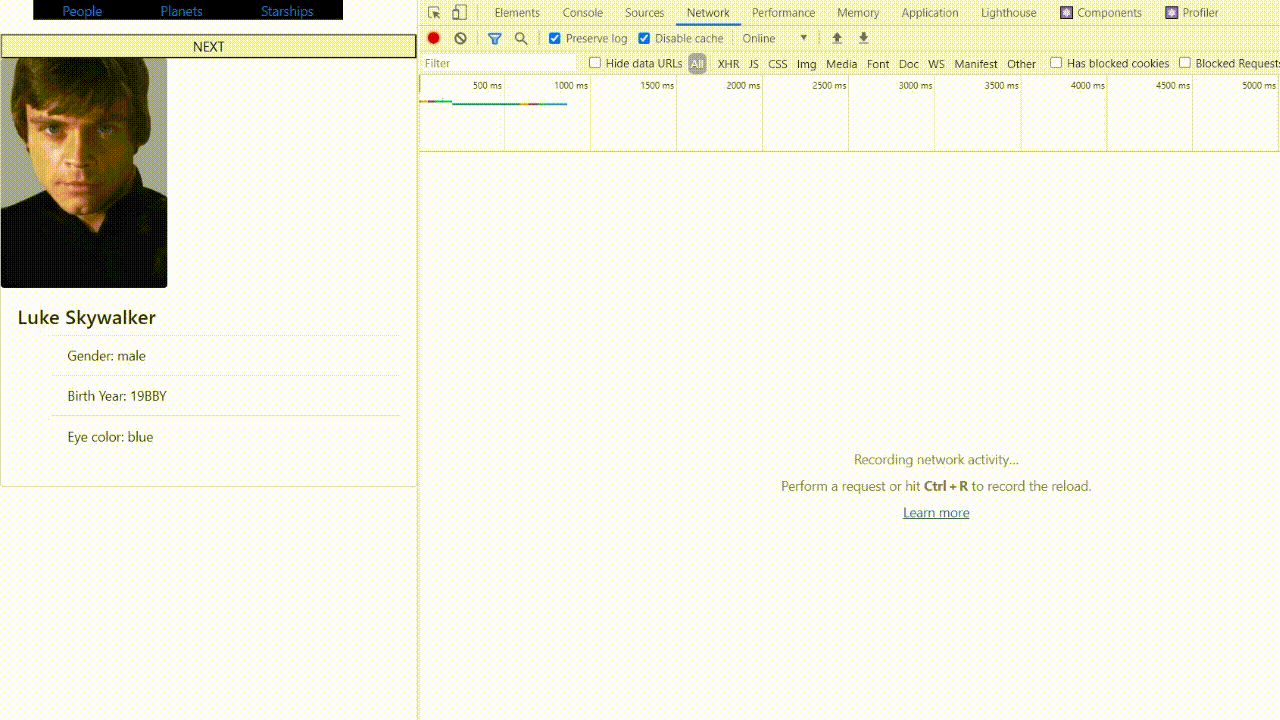 People Planets Starships
NEXT
Luke Skywalker
Gender: male
Birth Year: 19BBY
Eye color: blue
Elements Console Sources Network Performance Memory Application Lighthouse Components Profiler
Preserve log Disable cache Online
Filter Hide data URLs All XHR JS CSS Img Media Font Doc WS Manifest Other Has blocked cookies Blocked Requests
500 ms 1000 ms 1500 ms 2000 ms 2500 ms 3000 ms 3500 ms 4000 ms 4500 ms 5000 ms
Recording network activity...
Perform a request or hit Ctrl + R to record the reload.
Learn more